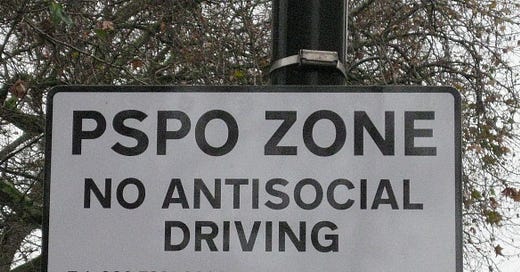 PSPO ZONE
NO ANTISOCIAL
DRIVING